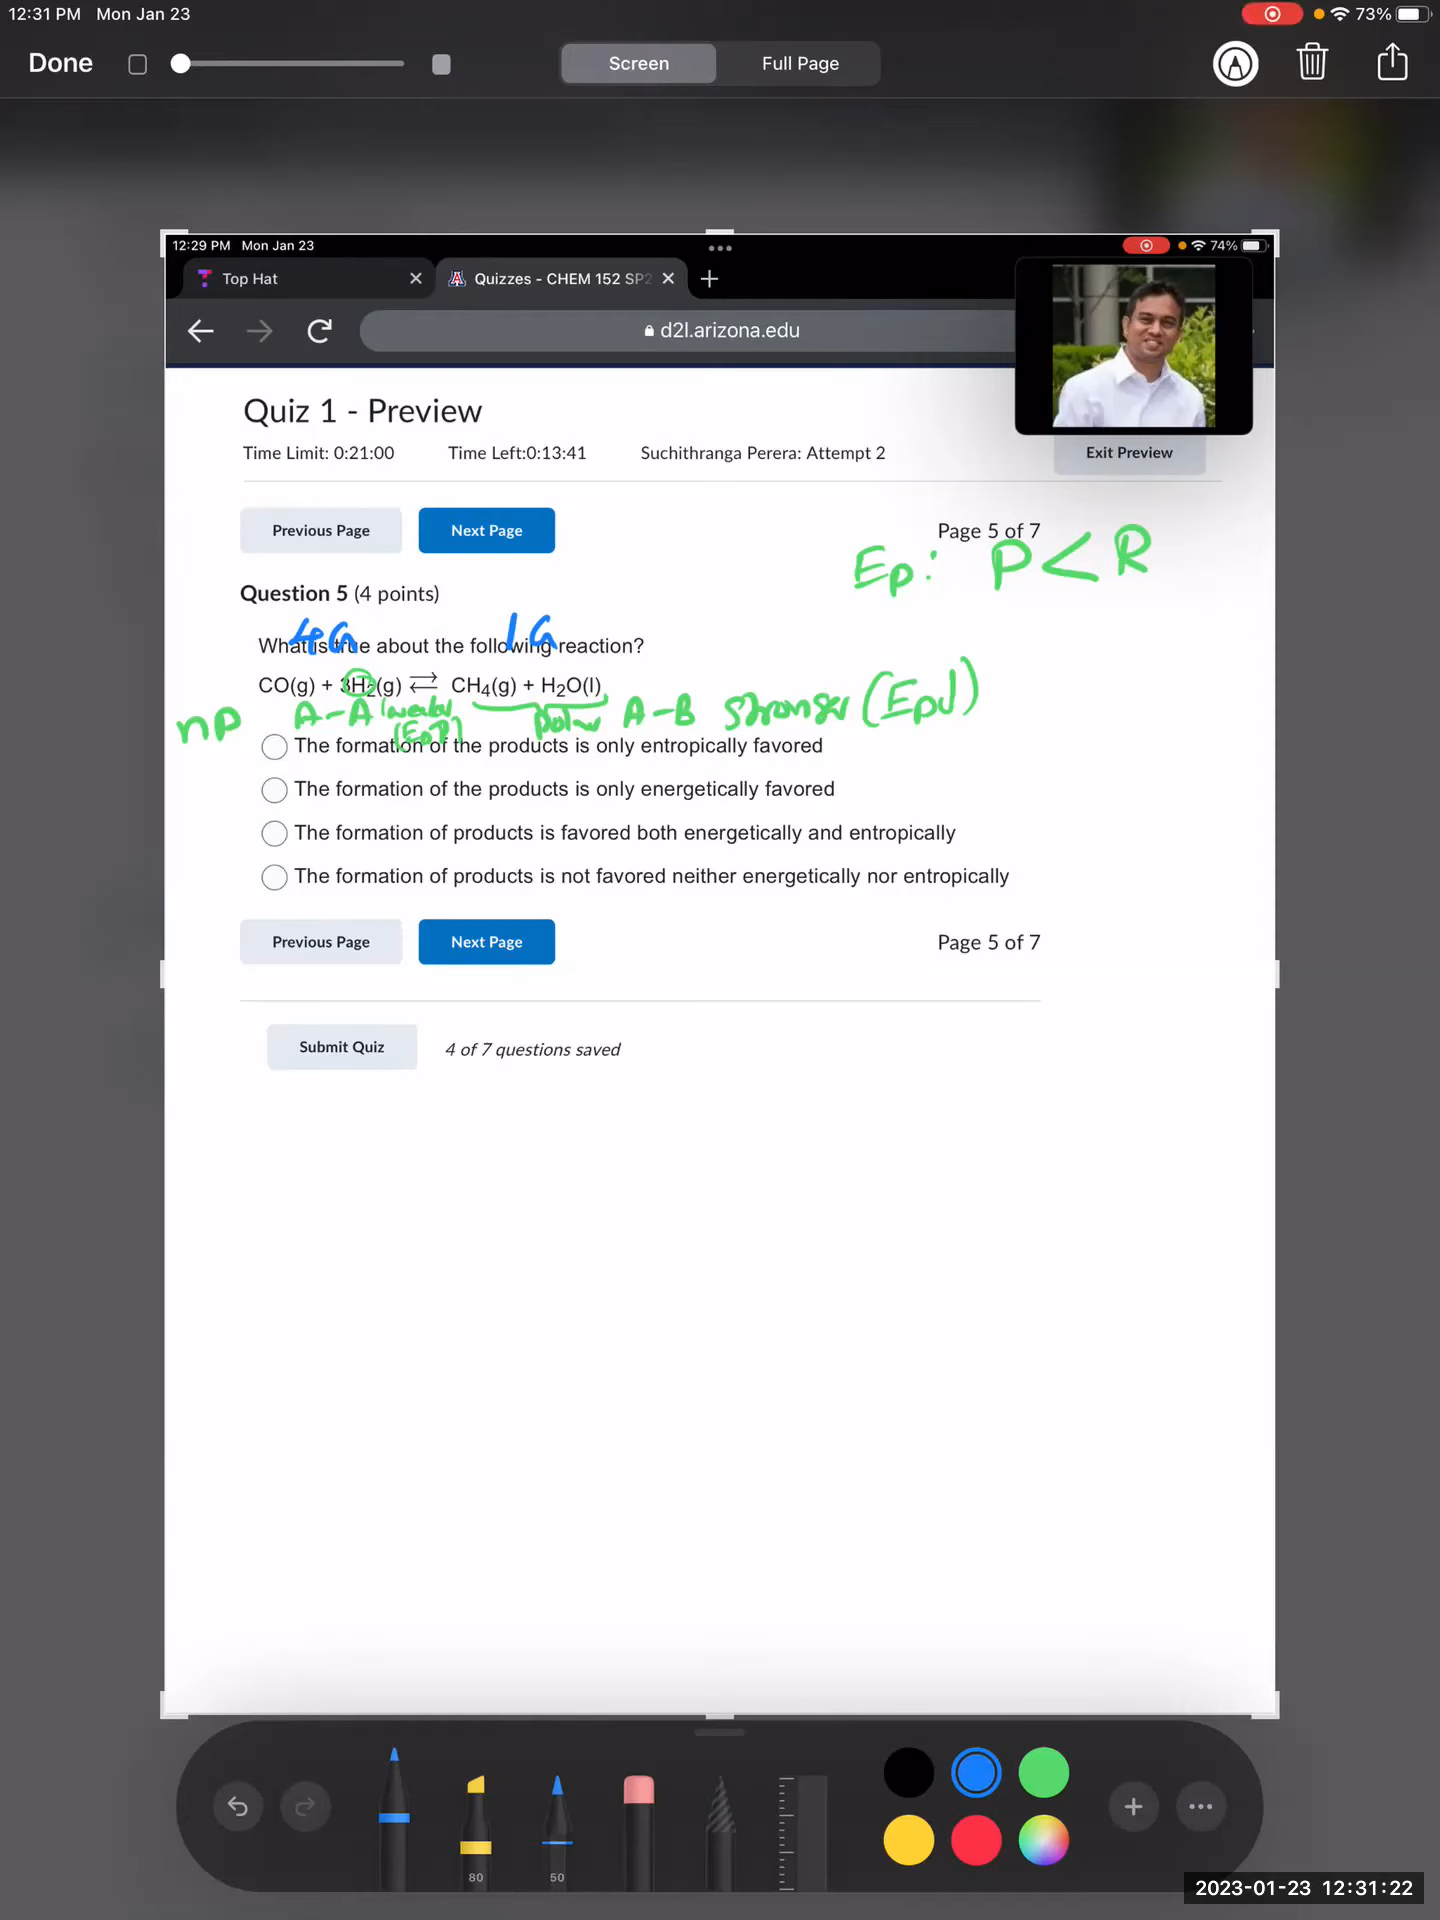 12:31 PM Mon Jan 23 73%
Done Screen Full Page
12:29 PM Mon Jan 23 74%
Top Hat Quizzes - CHEM 152 SP2
d2l.arizona.edu
Quiz 1 - Preview
Time Limit: 0:21:00 Time Left:0:13:41 Suchithranga Perera: Attempt 2 Exit Preview
Previous Page Next Page Page 5 of 7
Ep: P < R
Question 5 (4 points)
4G 1G
What is true about the following reaction?
CO(g) + 3H₂(g) ⇄ CH₄(g) + H₂O(l)
np A-A weaker polar A-B stronger (Ep↓)
(Ep↑)
The formation of the products is only entropically favored
The formation of the products is only energetically favored
The formation of products is favored both energetically and entropically
The formation of products is not favored neither energetically nor entropically
Previous Page Next Page Page 5 of 7
Submit Quiz 4 of 7 questions saved
80 50
2023-01-23 12:31:22